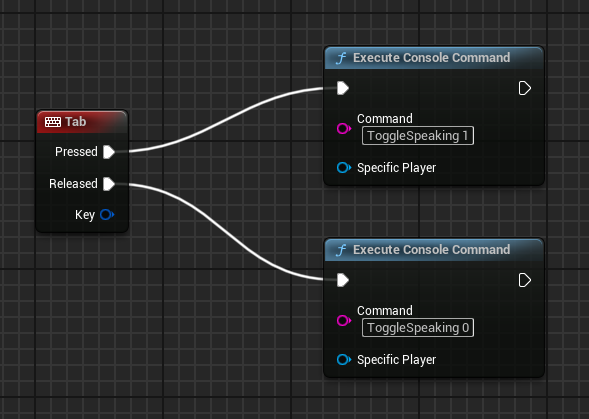 Execute Console Command
Tab
Pressed
Command
ToggleSpeaking 1
Released
Specific Player
Key
Execute Console Command
Command
ToggleSpeaking 0
Specific Player